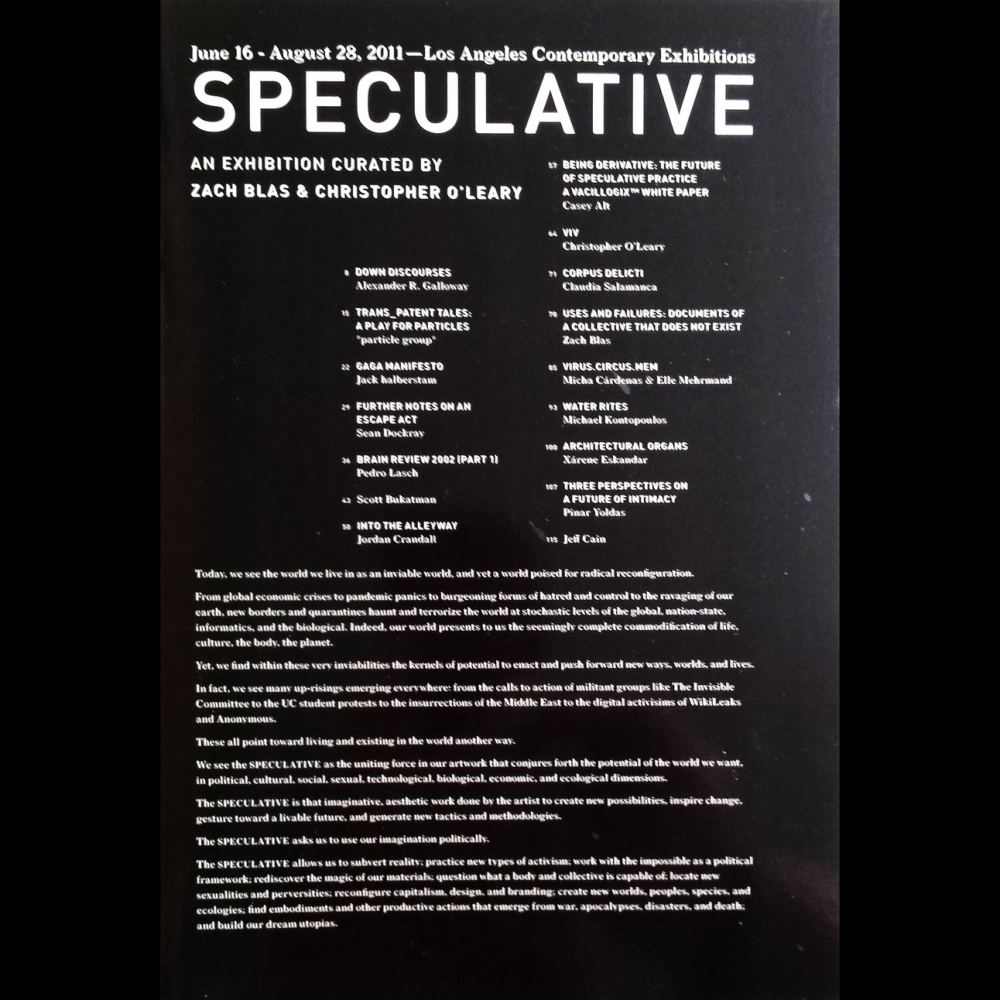 June 16 - August 28, 2011—Los Angeles Contemporary Exhibitions
SPECULATIVE
AN EXHIBITION CURATED BY
ZACH BLAS & CHRISTOPHER O'LEARY
8 DOWN DISCOURSES
Alexander R. Galloway
15 TRANS_PATENT TALES:
A PLAY FOR PARTICLES
*particle group*
22 GAGA MANIFESTO
Jack halberstam
29 FURTHER NOTES ON AN
ESCAPE ACT
Sean Dockray
36 BRAIN REVIEW 2002 (PART 1)
Pedro Lasch
43 Scott Bukatman
50 INTO THE ALLEYWAY
Jordan Crandall
57 BEING DERIVATIVE: THE FUTURE
OF SPECULATIVE PRACTICE
A VACILLOGIX™ WHITE PAPER
Casey Alt
64 VIV
Christopher O'Leary
71 CORPUS DELICTI
Claudia Salamanca
78 USES AND FAILURES: DOCUMENTS OF
A COLLECTIVE THAT DOES NOT EXIST
Zach Blas
85 VIRUS.CIRCUS.MEM
Micha Cárdenas & Elle Mehrmand
93 WATER RITES
Michael Kontopoulos
100 ARCHITECTURAL ORGANS
Xárene Eskandar
107 THREE PERSPECTIVES ON
A FUTURE OF INTIMACY
Pinar Yoldas
115 Jeff Cain
Today, we see the world we live in as an inviable world, and yet a world poised for radical reconfiguration.
From global economic crises to pandemic panics to burgeoning forms of hatred and control to the ravaging of our
earth, new borders and quarantines haunt and terrorize the world at stochastic levels of the global, nation-state,
informatics, and the biological. Indeed, our world presents to us the seemingly complete commodification of life,
culture, the body, the planet.
Yet, we find within these very inviabilities the kernels of potential to enact and push forward new ways, worlds, and lives.
In fact, we see many up-risings emerging everywhere: from the calls to action of militant groups like The Invisible
Committee to the UC student protests to the insurrections of the Middle East to the digital activisims of WikiLeaks
and Anonymous.
These all point toward living and existing in the world another way.
We see the SPECULATIVE as the uniting force in our artwork that conjures forth the potential of the world we want,
in political, cultural, social, sexual, technological, biological, economic, and ecological dimensions.
The SPECULATIVE is that imaginative, aesthetic work done by the artist to create new possibilities, inspire change,
gesture toward a livable future, and generate new tactics and methodologies.
The SPECULATIVE asks us to use our imagination politically.
The SPECULATIVE allows us to subvert reality; practice new types of activism; work with the impossible as a political
framework; rediscover the magic of our materials; question what a body and collective is capable of; locate new
sexualities and perversities; reconfigure capitalism, design, and branding; create new worlds, peoples, species, and
ecologies; find embodiments and other productive actions that emerge from war, apocalypses, disasters, and death;
and build our dream utopias.